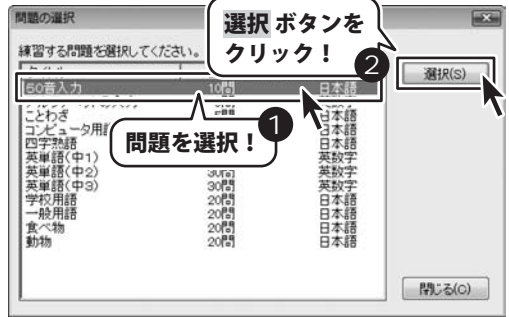 問題の選択
選択 ボタンを
クリック！
練習する問題を選択してください。
❷
選択(S)
50音入力 10問 日本語
❶
問題を選択！
ことわざ 日本語
コンピュータ用
四字熟語 日本語
英単語(中1) 英数字
英単語(中2) 30問 英数字
英単語(中3) 30問 英数字
学校用語 20問 日本語
一般用語 20問 日本語
食べ物 20問 日本語
動物 20問 日本語
閉じる(C)